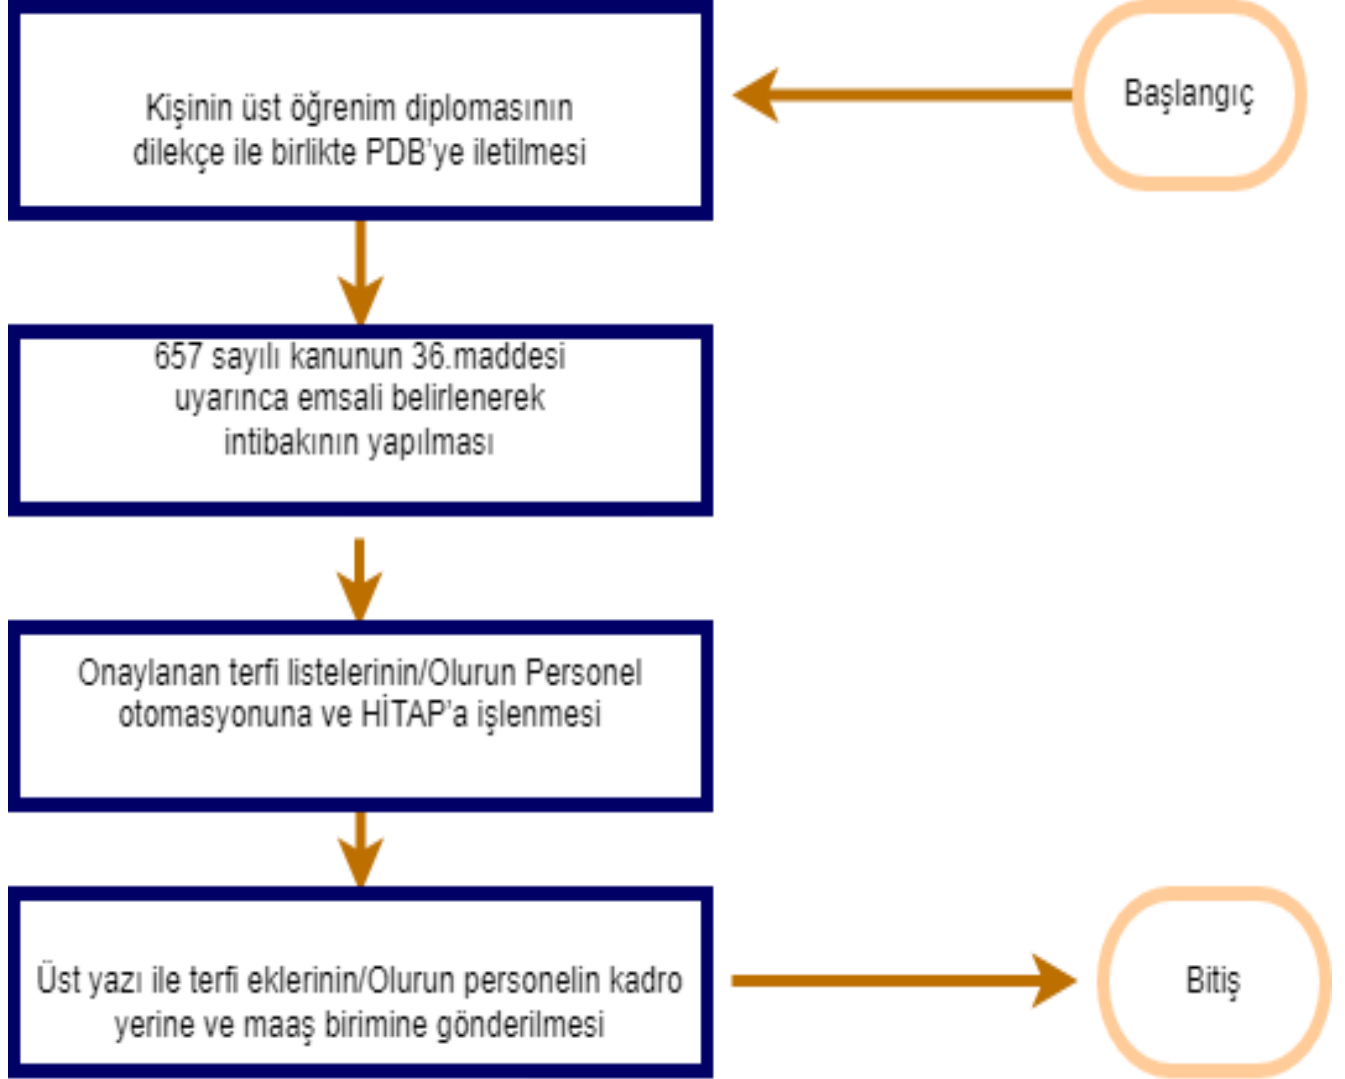 Başlangıç
Kişinin üst öğrenim diplomasının
dilekçe ile birlikte PDB'ye iletilmesi
657 sayılı kanunun 36.maddesi
uyarınca emsali belirlenerek
intibakının yapılması
Onaylanan terfi listelerinin/Olurun Personel
otomasyonuna ve HİTAP'a işlenmesi
Üst yazı ile terfi eklerinin/Olurun personelin kadro
yerine ve maaş birimine gönderilmesi
Bitiş